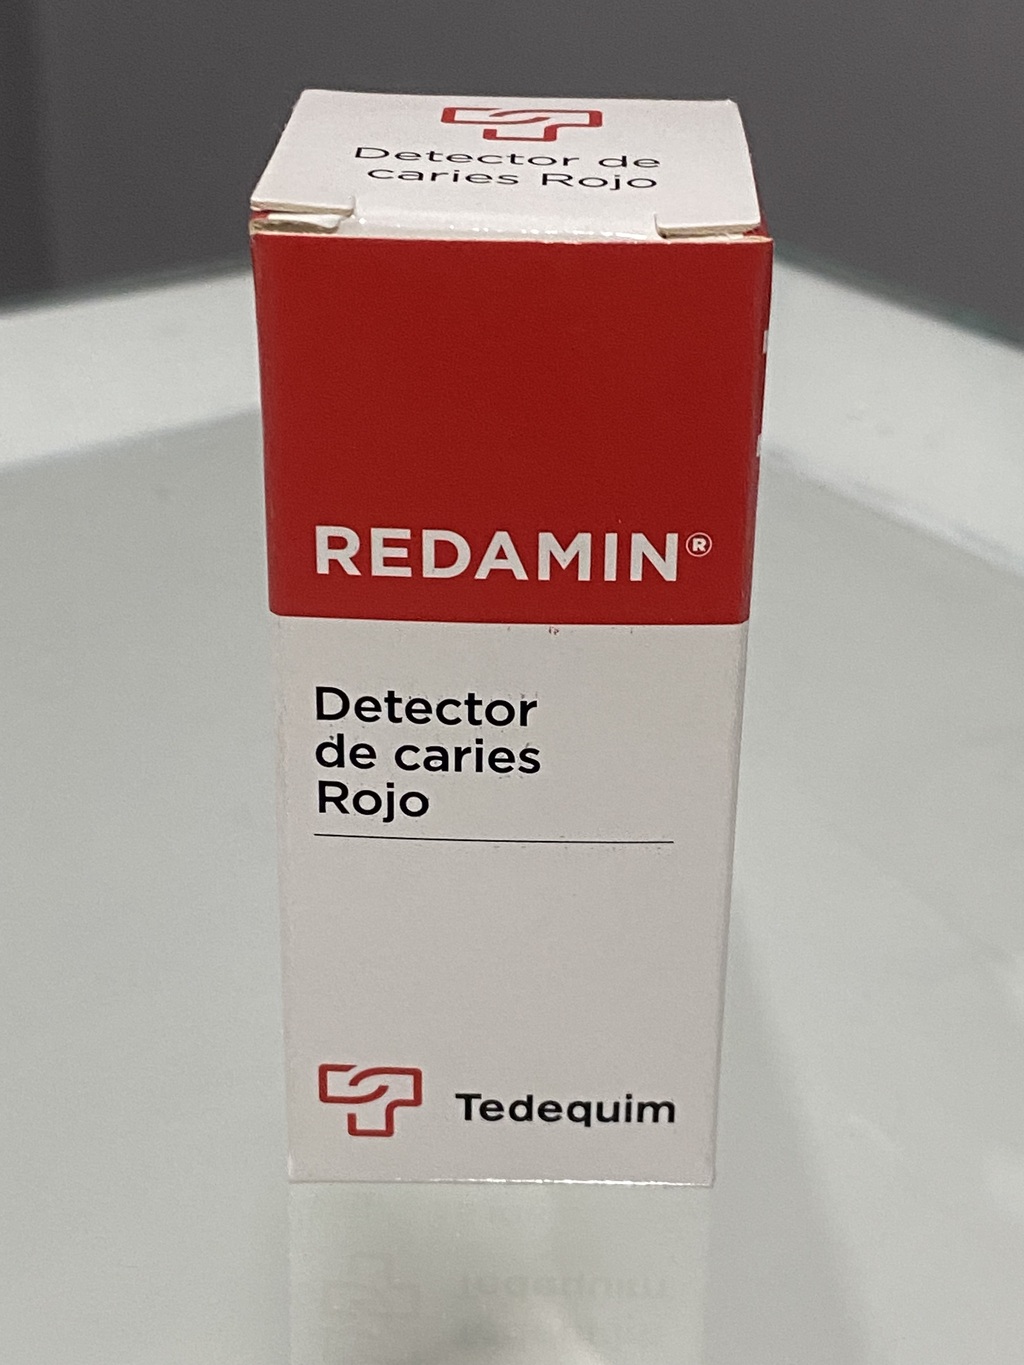 Detector de
caries Rojo
REDAMIN®
Detector
de caries
Rojo
Tedequim